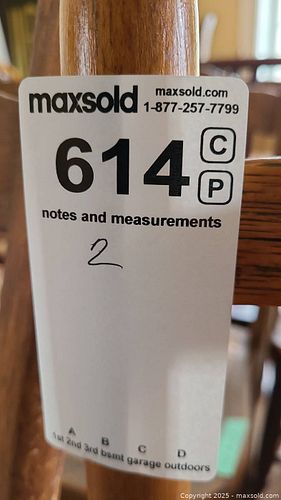 maxsold maxsold.com
1-877-257-7799
614 C
P
notes and measurements
2
A B C D
1st 2nd 3rd bsmt garage outdoors
Copyright 2025 - maxsold.com